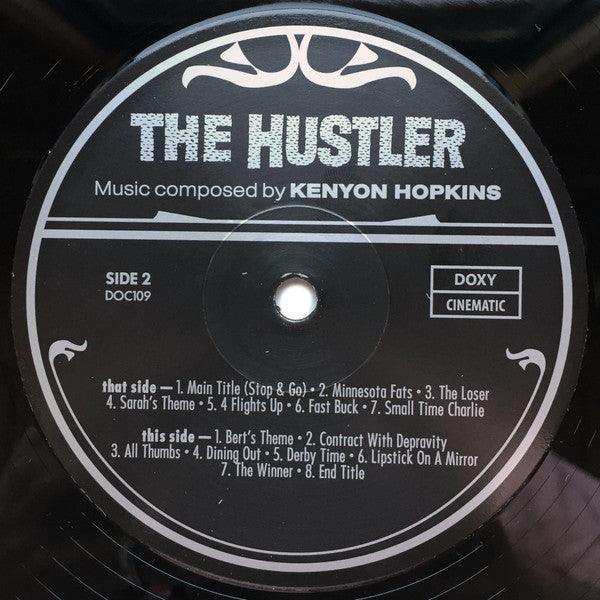 THE HUSTLER
Music composed by KENYON HOPKINS
SIDE 2
DOC109
DOXY
CINEMATIC
that side — 1. Main Title (Stop & Go) • 2. Minnesota Fats • 3. The Loser
4. Sarah's Theme • 5. 4 Flights Up • 6. Fast Buck • 7. Small Time Charlie
this side — 1. Bert's Theme • 2. Contract With Depravity
3. All Thumbs • 4. Dining Out • 5. Derby Time • 6. Lipstick On A Mirror
7. The Winner • 8. End Title